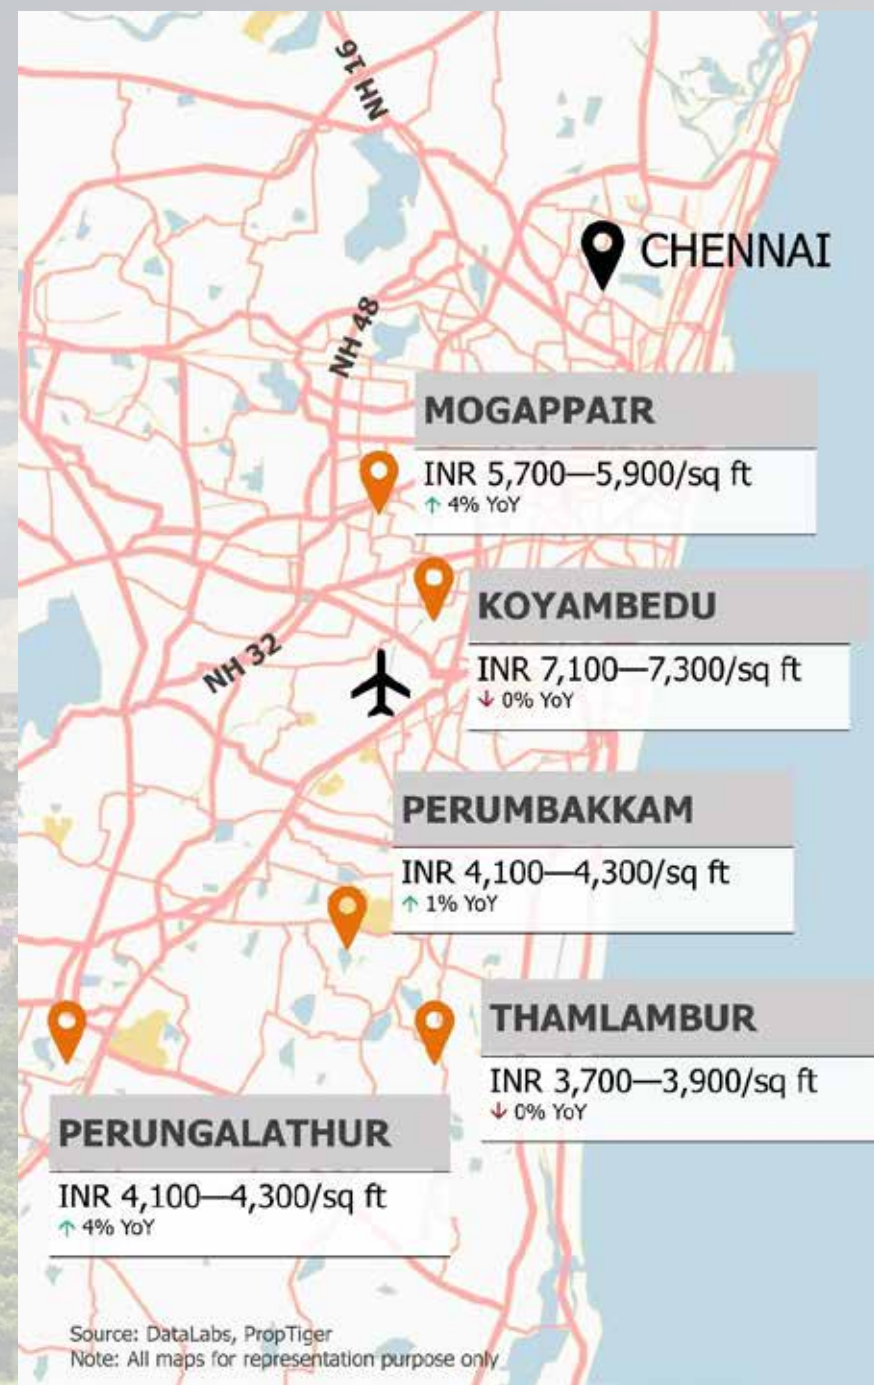 NH 16
CHENNAI
NH 48
MOGAPPAIR
INR 5,700—5,900/sq ft
↑ 4% YoY
KOYAMBEDU
INR 7,100—7,300/sq ft
↓ 0% YoY
NH 32
PERUMBAKKAM
INR 4,100—4,300/sq ft
↑ 1% YoY
THAMLAMBUR
INR 3,700—3,900/sq ft
↓ 0% YoY
PERUNGALATHUR
INR 4,100—4,300/sq ft
↑ 4% YoY
Source: DataLabs, PropTiger
Note: All maps for representation purpose only